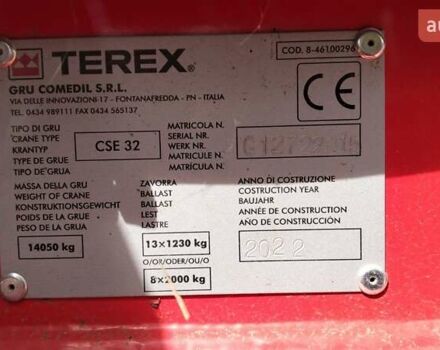 auto
TEREX®
COD. 8-46100296
GRU COMEDIL S.R.L.
VIA DELLE INNOVAZIONI·17 - FONTANAFREDDA - PN - ITALIA
TEL. 0434 989111 FAX 0434 565137
CE
TIPO DI GRU
CRANE TYPE
KRANTYP
TYPE DE GRUE
TIPO DE GRUA
CSE 32
MATRICOLA N.
SERIAL NR.
WERK NR.
MATRICULE N.
MATRÍCULA N.
MASSA DELLA GRU
WEIGHT OF CRANE
KONSTRUKTIONSGEWICHT
POIDS DE LA GRUE
PESO DE LA GRUA
14050 kg
ZAVORRA
BALLAST
BALLAST
LEST
LASTRE
13×1230 kg
O/OR/ODER/OU/O
8×2000 kg
ANNO DI COSTRUZIONE
COSTRUCTION YEAR
BAUJAHR
ANNÉE DE CONSTRUCTION
AÑO DE CONSTRUCCIÓN
2022